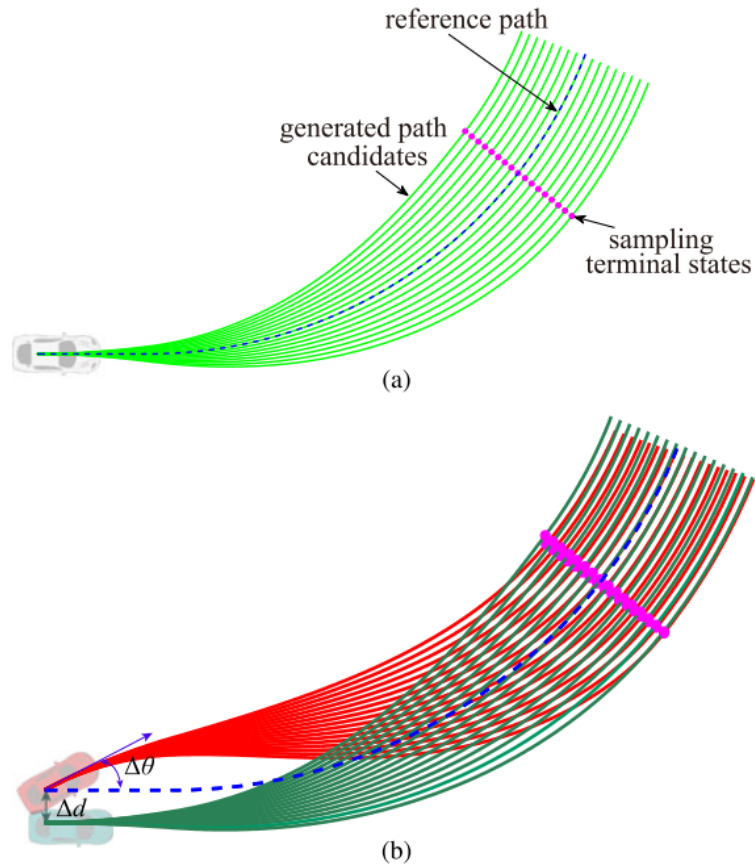 reference path
generated path
candidates
sampling
terminal states
(a)
Δθ
Δd
(b)